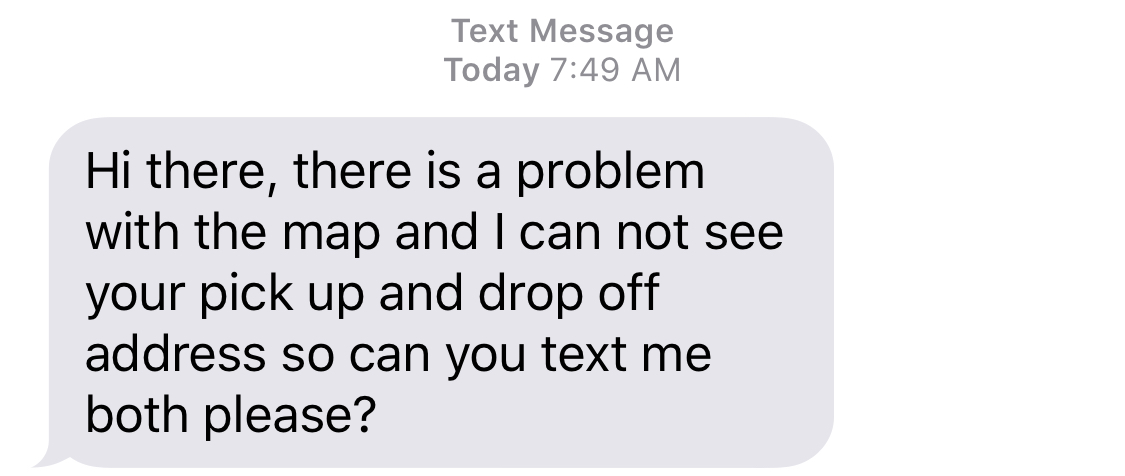 Text Message
Today 7:49 AM
Hi there, there is a problem
with the map and I can not see
your pick up and drop off
address so can you text me
both please?